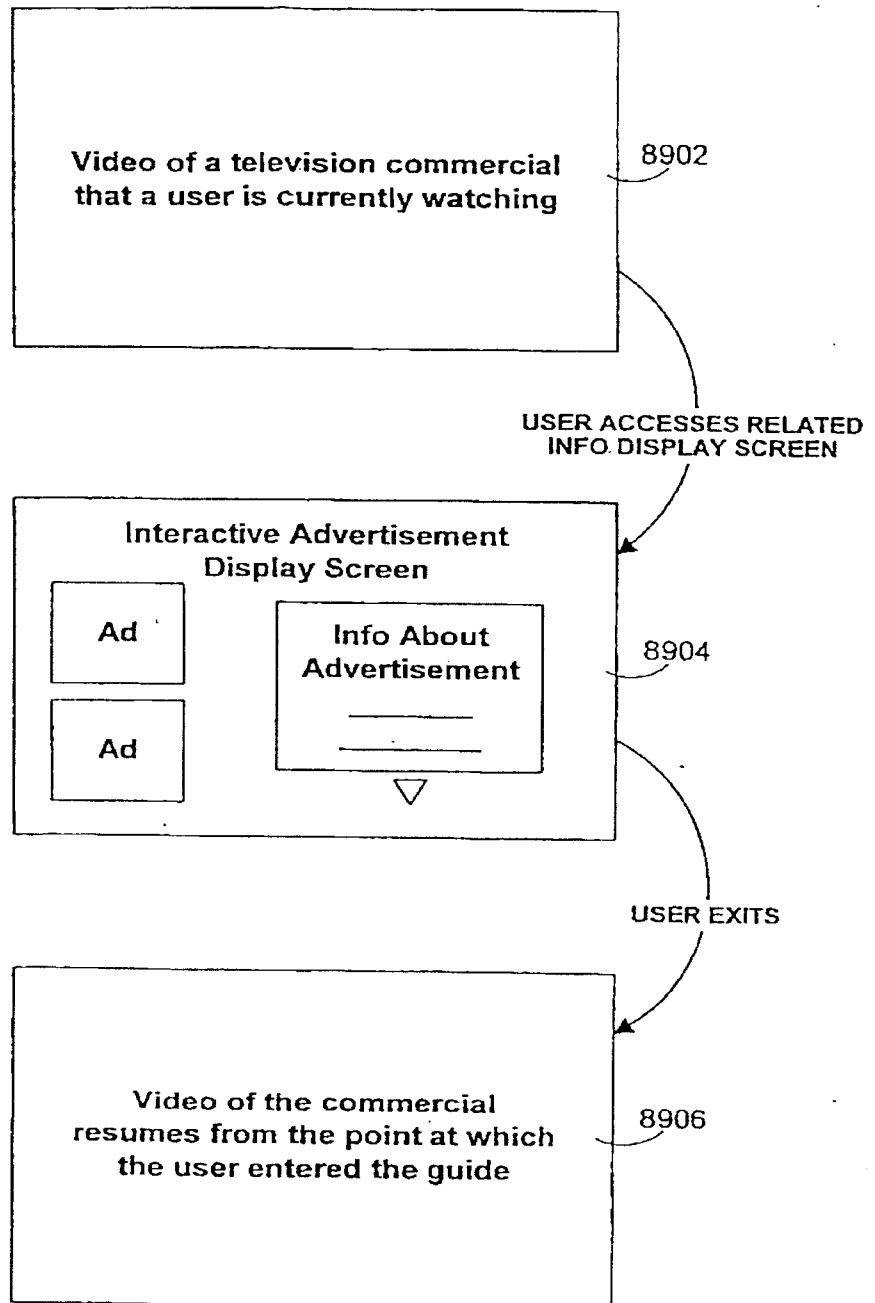 Video of a television commercial
that a user is currently watching
8902
USER ACCESSES RELATED
INFO DISPLAY SCREEN
Interactive Advertisement
Display Screen
Ad
Ad
Info About
Advertisement
8904
USER EXITS
Video of the commercial
resumes from the point at which
the user entered the guide
8906